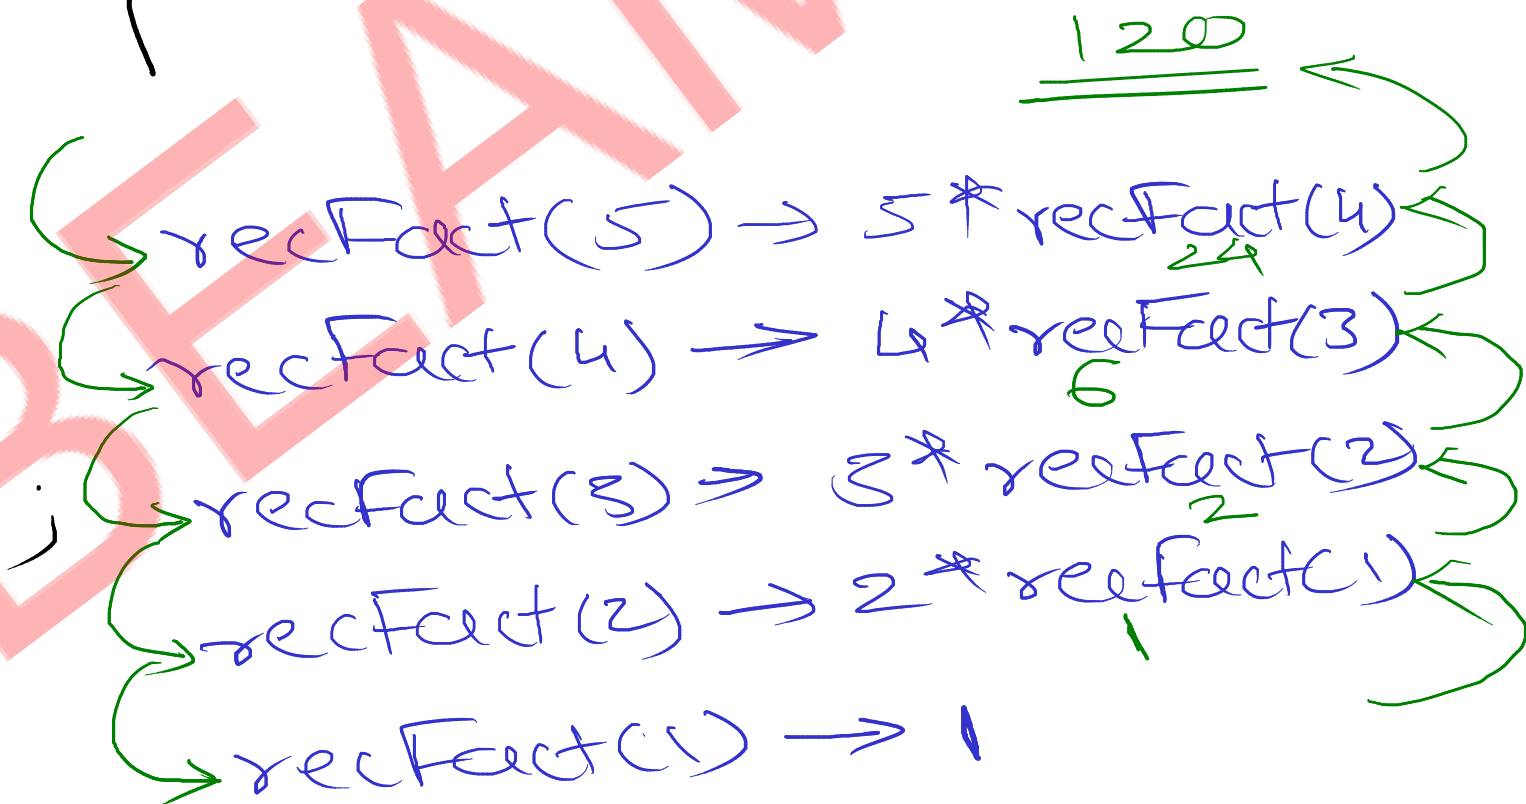 120
recFact(5) → 5*recFact(4)
24
recFact(4) → 4*recFact(3)
6
recFact(3) → 3*recFact(2)
2
recFact(2) → 2*recFact(1)
1
recFact(1) → 1
BEAM